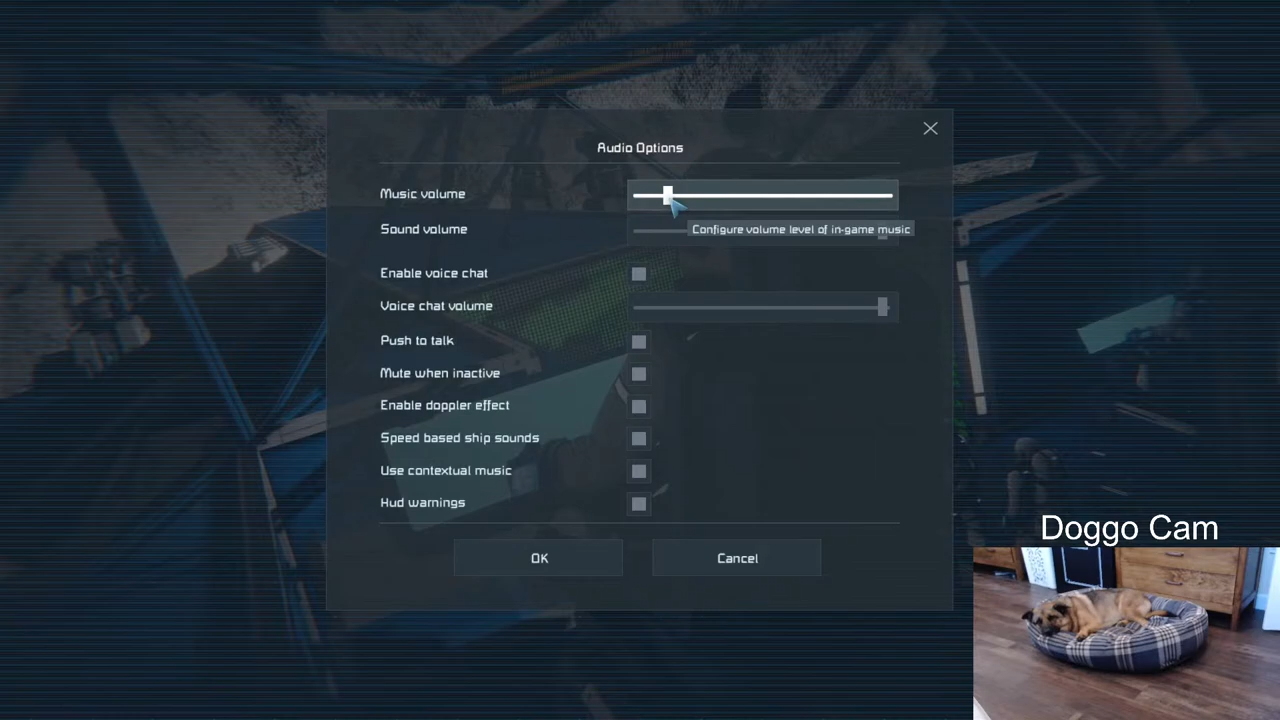 Audio Options
Music volume
Configure volume level of in-game music
Sound volume
Enable voice chat
Voice chat volume
Push to talk
Mute when inactive
Enable doppler effect
Speed based ship sounds
Use contextual music
Hud warnings
OK
Cancel
Doggo Cam